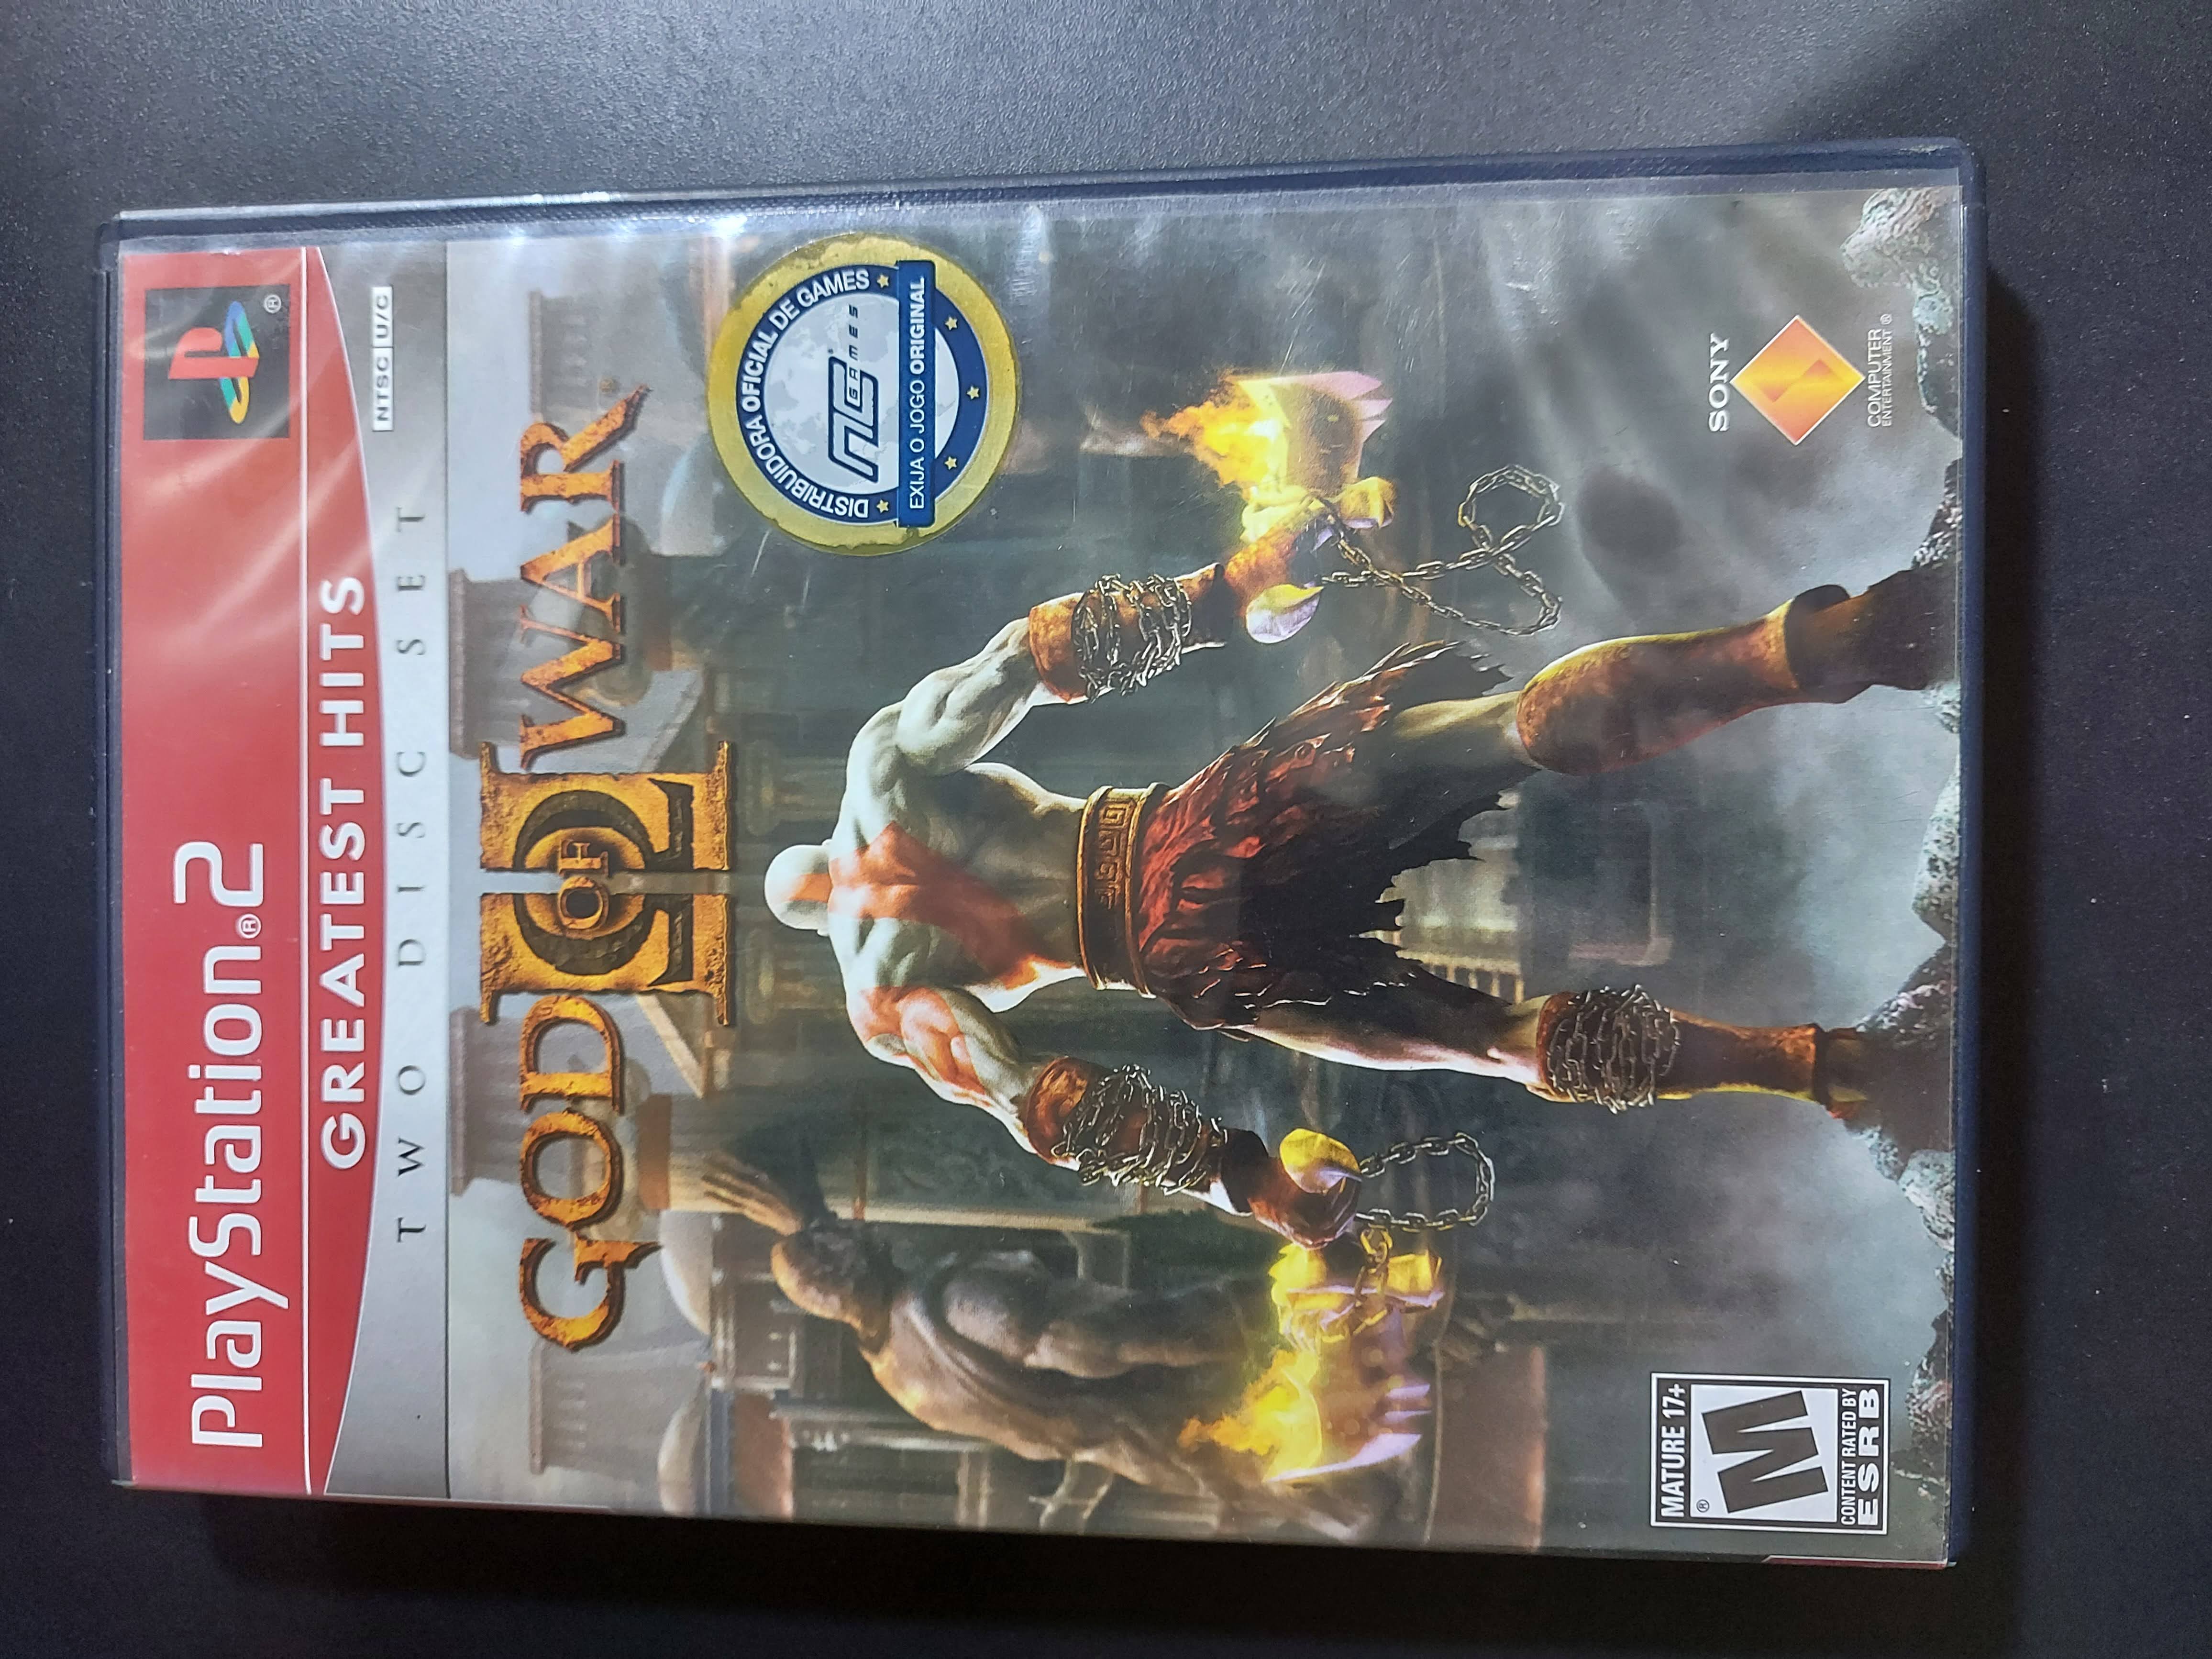 PlayStation®2
®
GREATEST HITS
NTSC U/C
TWO DISC SET
GOD OF WAR®
II
DISTRIBUIDORA OFICIAL DE GAMES
NC GAMES®
EXIJA O JOGO ORIGINAL
MATURE 17+
®
M
CONTENT RATED BY
ESRB
SONY
COMPUTER
ENTERTAINMENT®